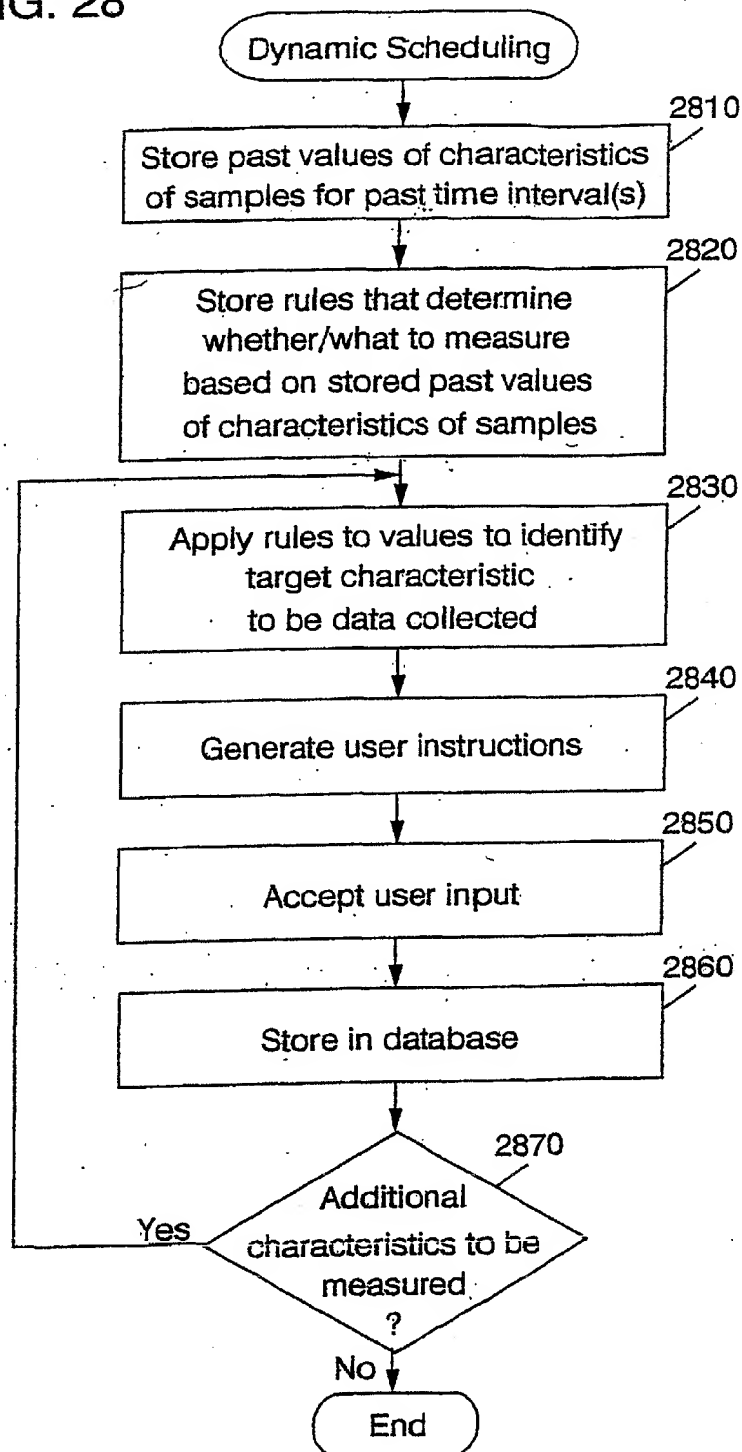 FIG. 28
Dynamic Scheduling
2810
Store past values of characteristics
of samples for past time interval(s)
2820
Store rules that determine
whether/what to measure
based on stored past values
of characteristics of samples
2830
Apply rules to values to identify
target characteristic
to be data collected
2840
Generate user instructions
2850
Accept user input
2860
Store in database
2870
Additional
characteristics to be
measured
?
Yes
No
End